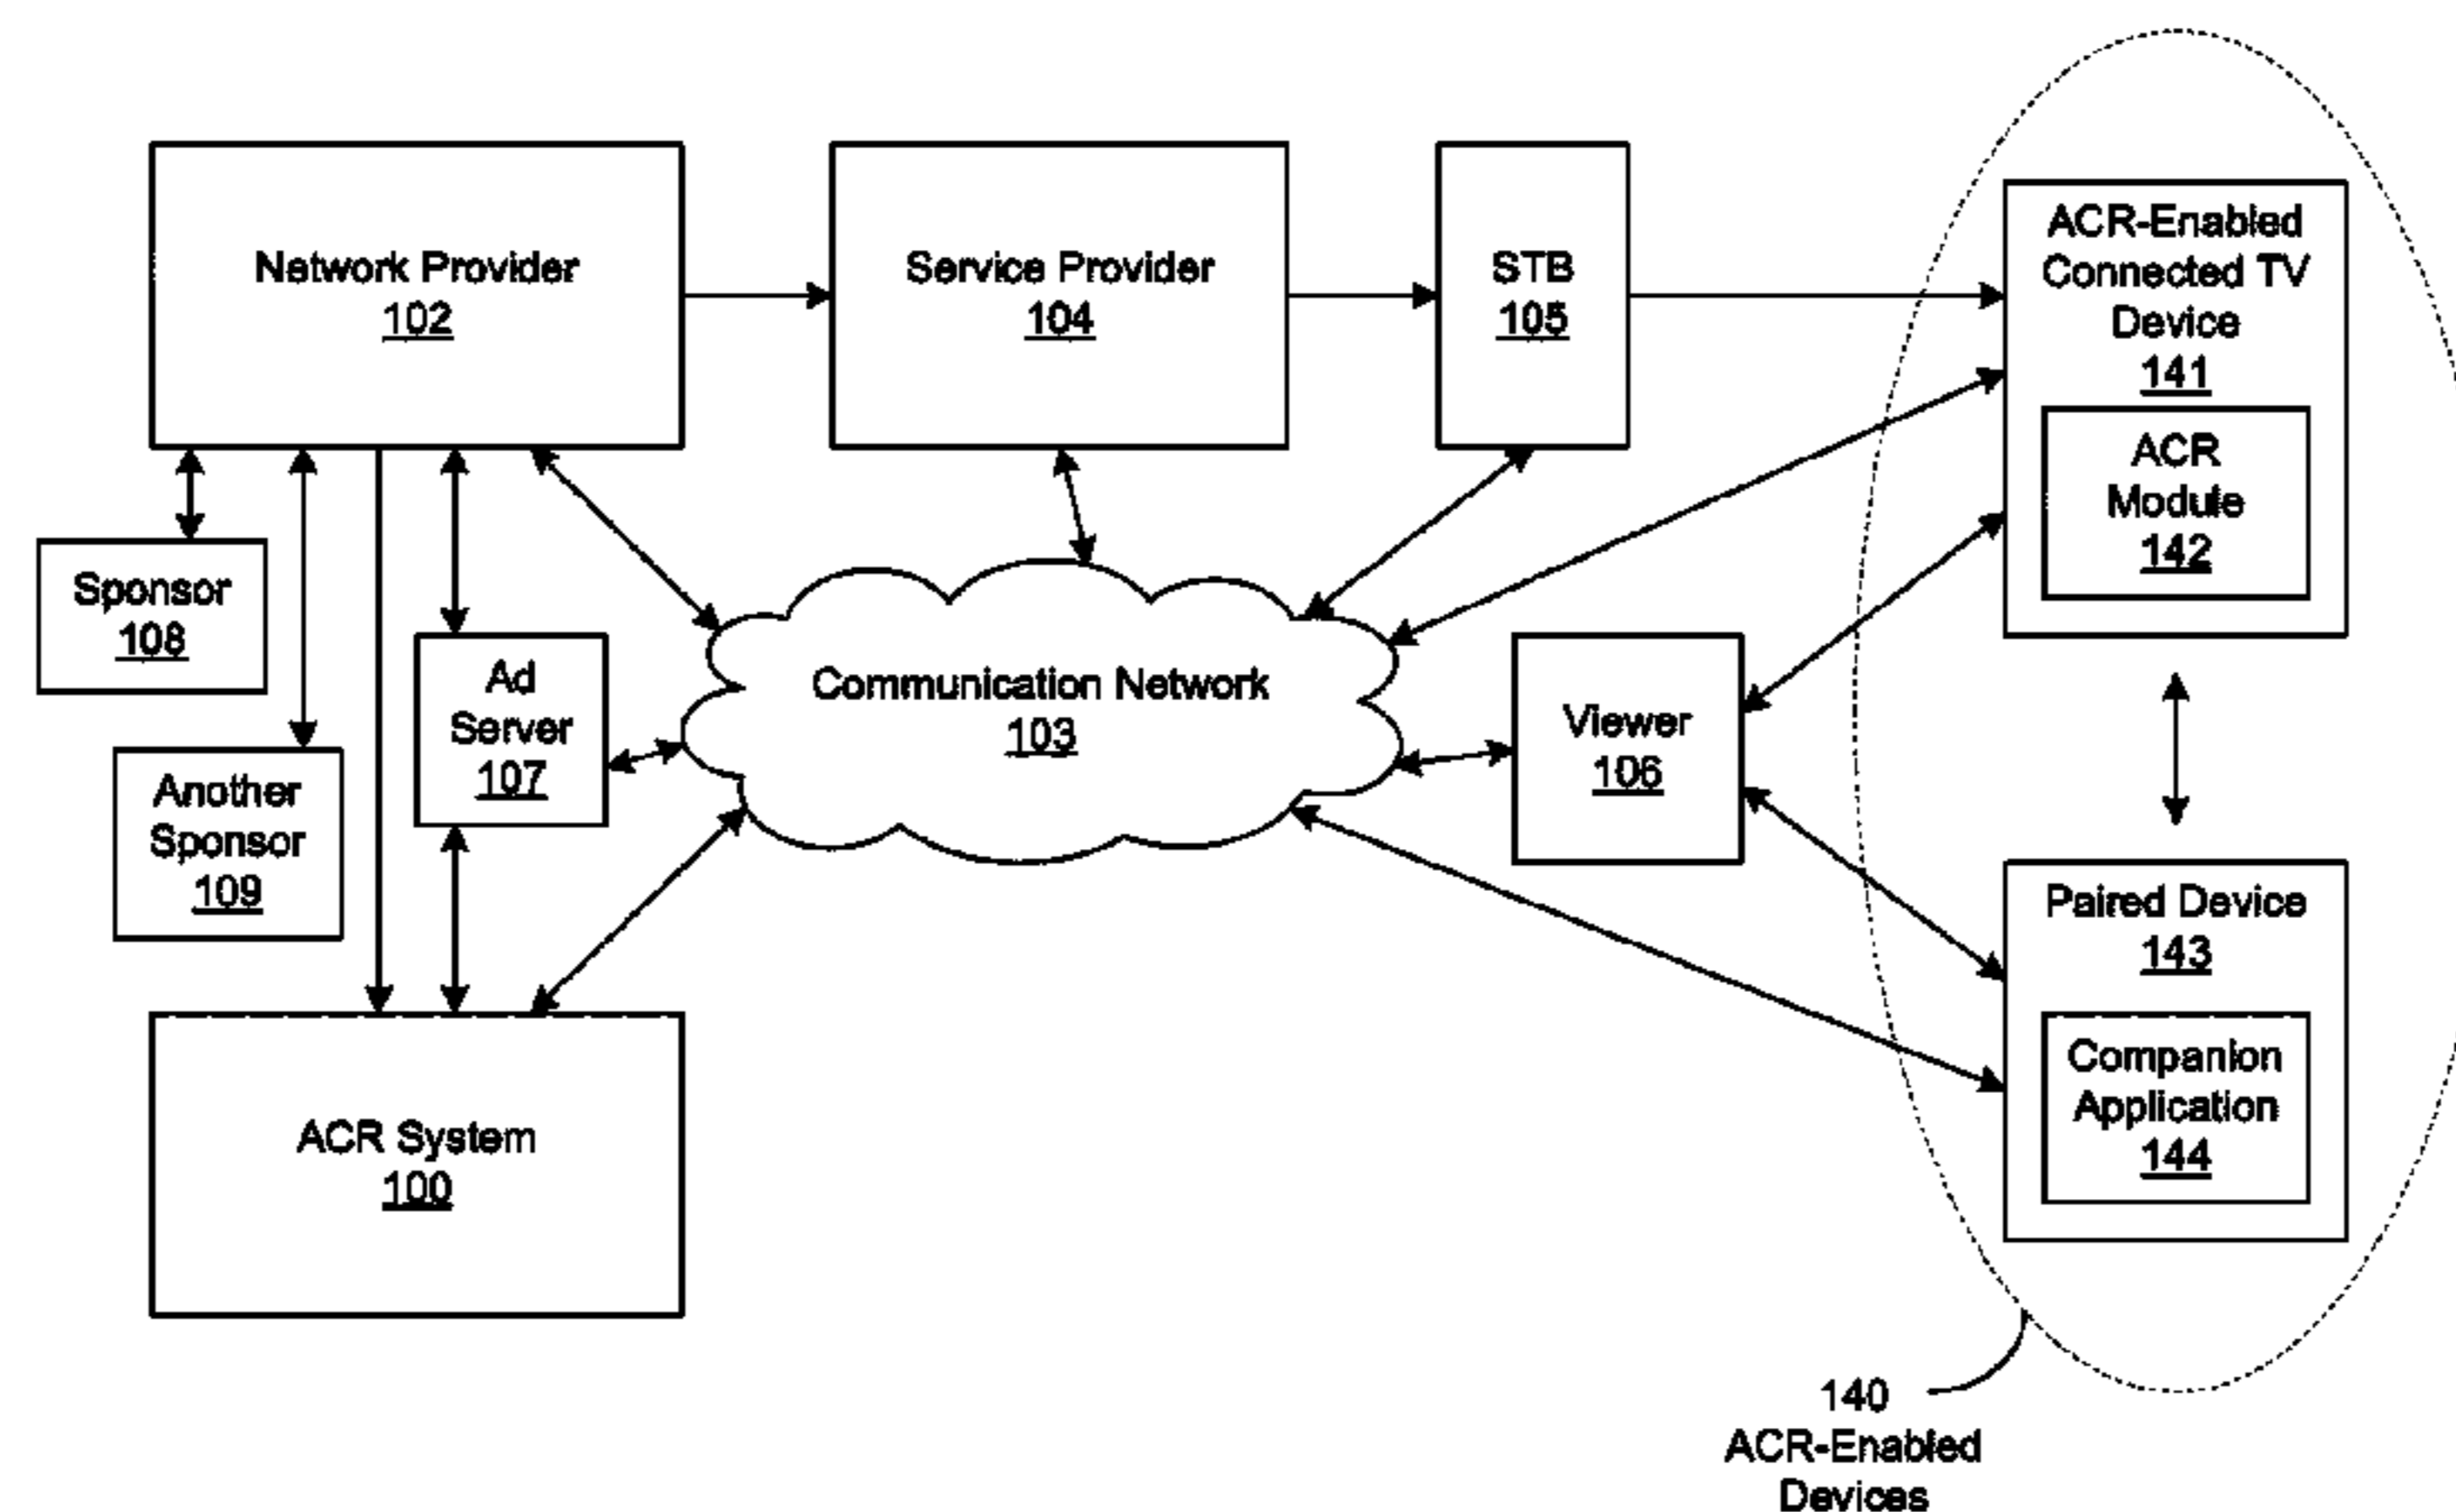 Network Provider
102
Service Provider
104
STB
105
ACR-Enabled
Connected TV
Device
141
ACR
Module
142
Sponsor
108
Another
Sponsor
109
Ad
Server
107
Communication Network
103
Viewer
106
Paired Device
143
Companion
Application
144
ACR System
100
140
ACR-Enabled
Devices